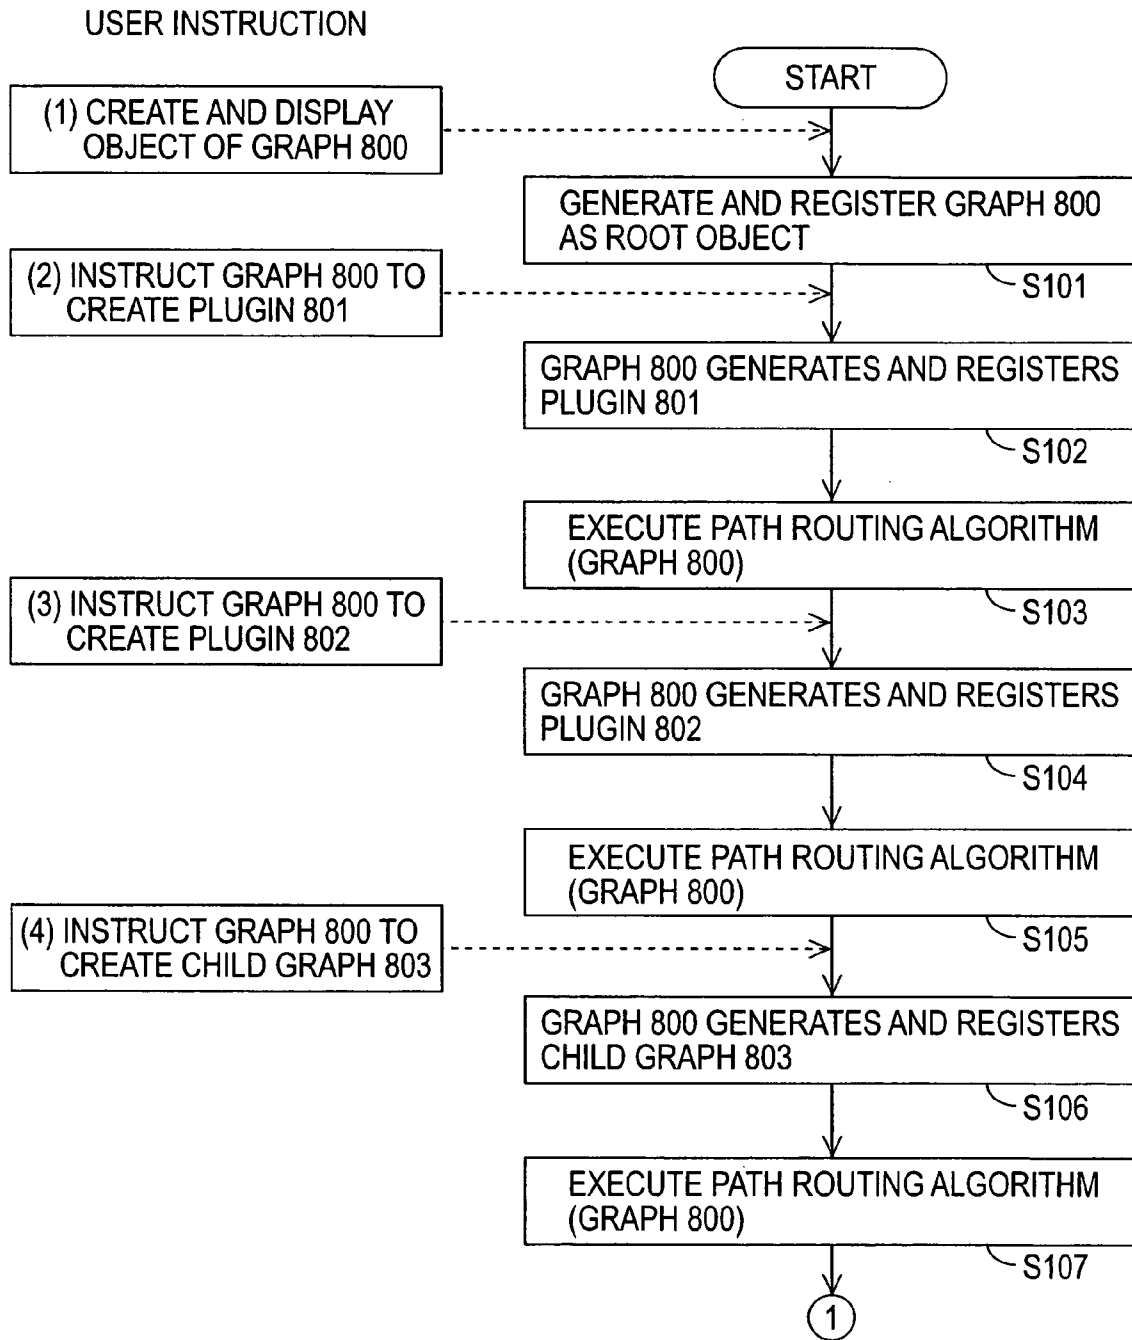 USER INSTRUCTION
START
(1) CREATE AND DISPLAY
OBJECT OF GRAPH 800
GENERATE AND REGISTER GRAPH 800
AS ROOT OBJECT
S101
(2) INSTRUCT GRAPH 800 TO
CREATE PLUGIN 801
GRAPH 800 GENERATES AND REGISTERS
PLUGIN 801
S102
EXECUTE PATH ROUTING ALGORITHM
(GRAPH 800)
S103
(3) INSTRUCT GRAPH 800 TO
CREATE PLUGIN 802
GRAPH 800 GENERATES AND REGISTERS
PLUGIN 802
S104
EXECUTE PATH ROUTING ALGORITHM
(GRAPH 800)
S105
(4) INSTRUCT GRAPH 800 TO
CREATE CHILD GRAPH 803
GRAPH 800 GENERATES AND REGISTERS
CHILD GRAPH 803
S106
EXECUTE PATH ROUTING ALGORITHM
(GRAPH 800)
S107
1